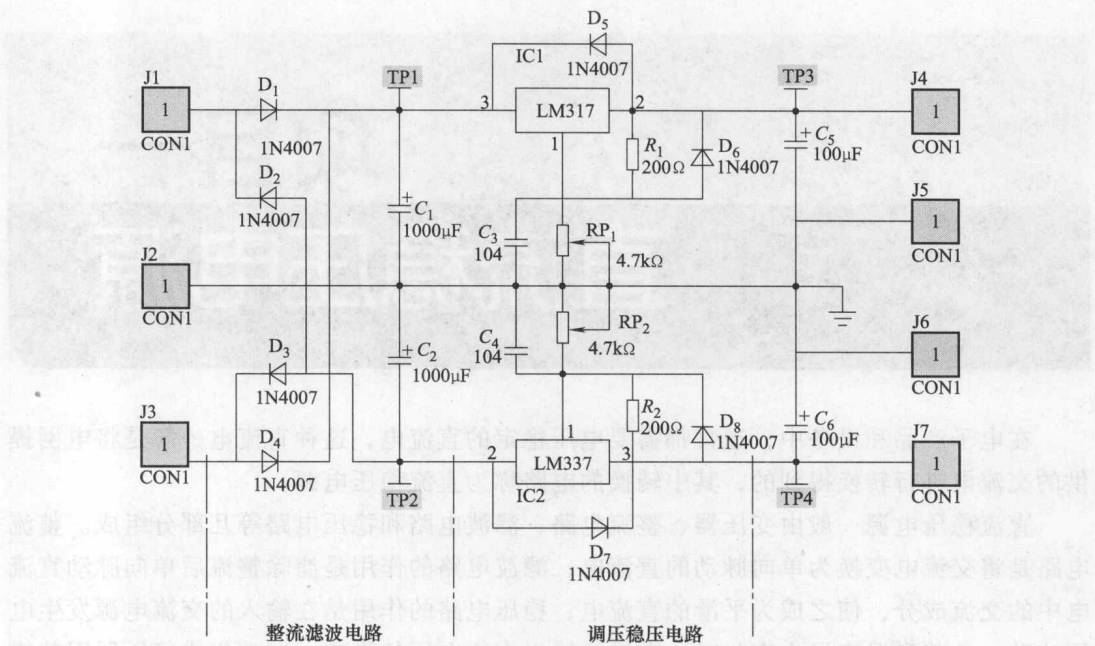 J1
1
CON1
D1
1N4007
D2
1N4007
TP1
C1
1000μF
IC1
D5
1N4007
3
LM317
2
1
R1
200Ω
D6
1N4007
TP3
C5
100μF
J4
1
CON1
J5
1
CON1
J2
1
CON1
C3
104
RP1
4.7kΩ
C4
104
RP2
4.7kΩ
J6
1
CON1
D3
1N4007
C2
1000μF
J3
1
CON1
D4
1N4007
TP2
2
1
LM337
3
IC2
R2
200Ω
D8
1N4007
D7
1N4007
C6
100μF
TP4
J7
1
CON1
整流滤波电路
调压稳压电路